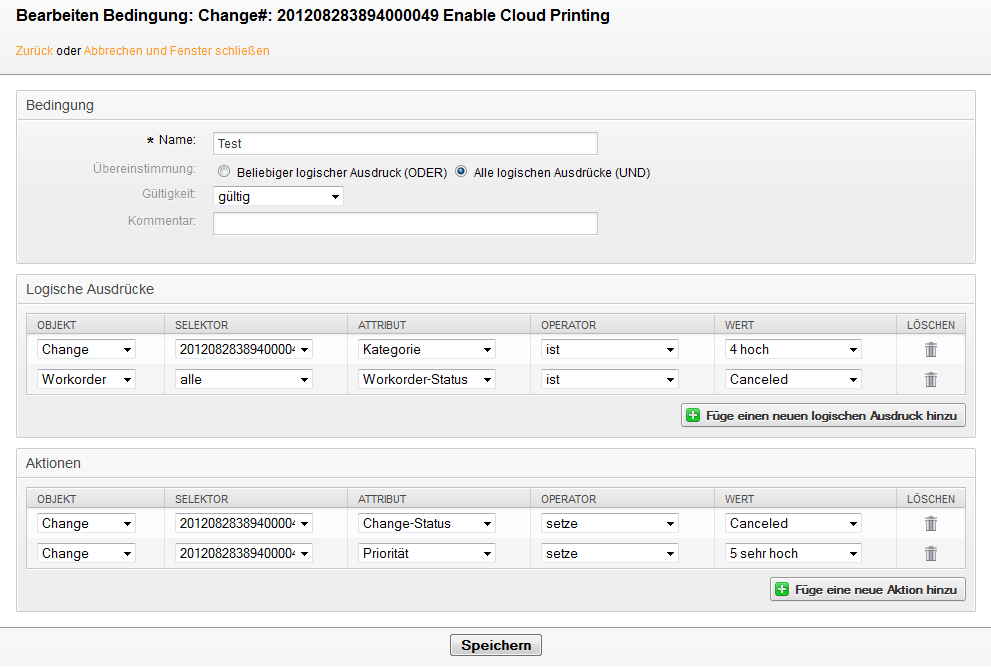 Bearbeiten Bedingung: Change#: 201208283894000049 Enable Cloud Printing
Zurück oder Abbrechen und Fenster schließen
Bedingung
* Name: Test
Übereinstimmung: Beliebiger logischer Ausdruck (ODER) Alle logischen Ausdrücke (UND)
Gültigkeit: gültig
Kommentar:
Logische Ausdrücke
OBJEKT SELEKTOR ATTRIBUT OPERATOR WERT LÖSCHEN
Change 20120828389400004 Kategorie ist 4 hoch
Workorder alle Workorder-Status ist Canceled
Füge einen neuen logischen Ausdruck hinzu
Aktionen
OBJEKT SELEKTOR ATTRIBUT OPERATOR WERT LÖSCHEN
Change 20120828389400004 Change-Status setze Canceled
Change 20120828389400004 Priorität setze 5 sehr hoch
Füge eine neue Aktion hinzu
Speichern